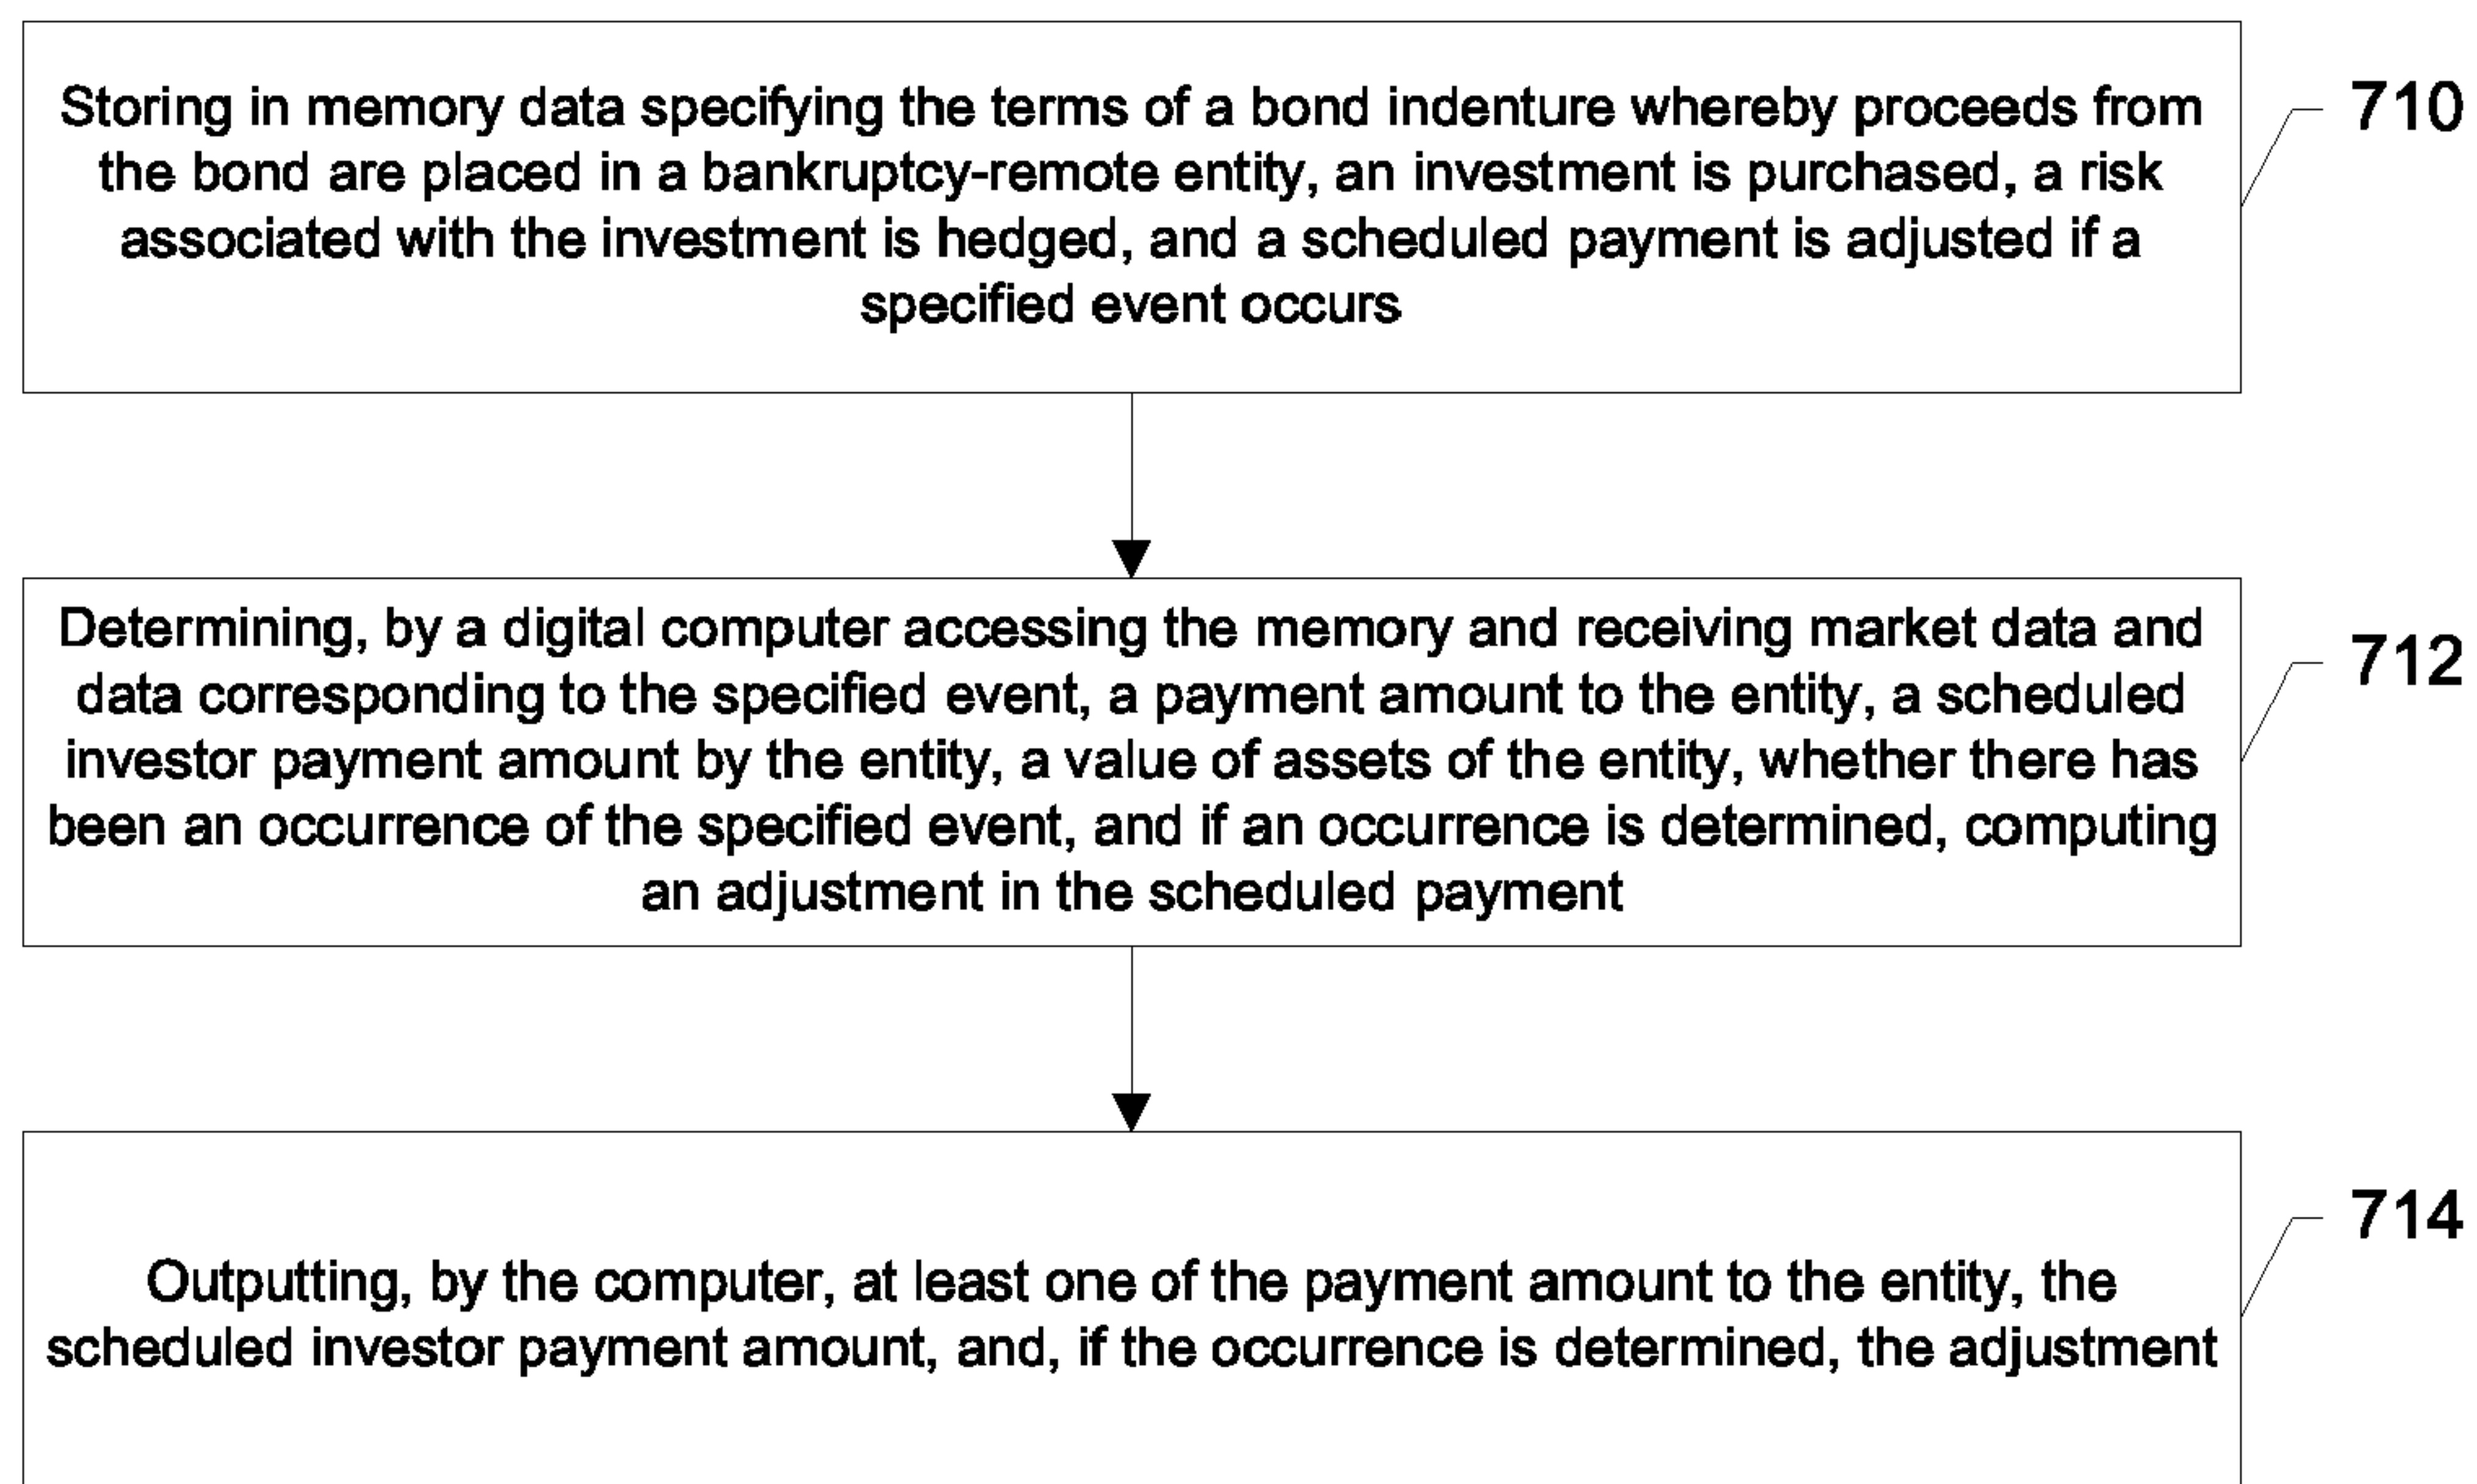 Storing in memory data specifying the terms of a bond indenture whereby proceeds from
the bond are placed in a bankruptcy-remote entity, an investment is purchased, a risk
associated with the investment is hedged, and a scheduled payment is adjusted if a
specified event occurs
710
Determining, by a digital computer accessing the memory and receiving market data and
data corresponding to the specified event, a payment amount to the entity, a scheduled
investor payment amount by the entity, a value of assets of the entity, whether there has
been an occurrence of the specified event, and if an occurrence is determined, computing
an adjustment in the scheduled payment
712
Outputting, by the computer, at least one of the payment amount to the entity, the
scheduled investor payment amount, and, if the occurrence is determined, the adjustment
714